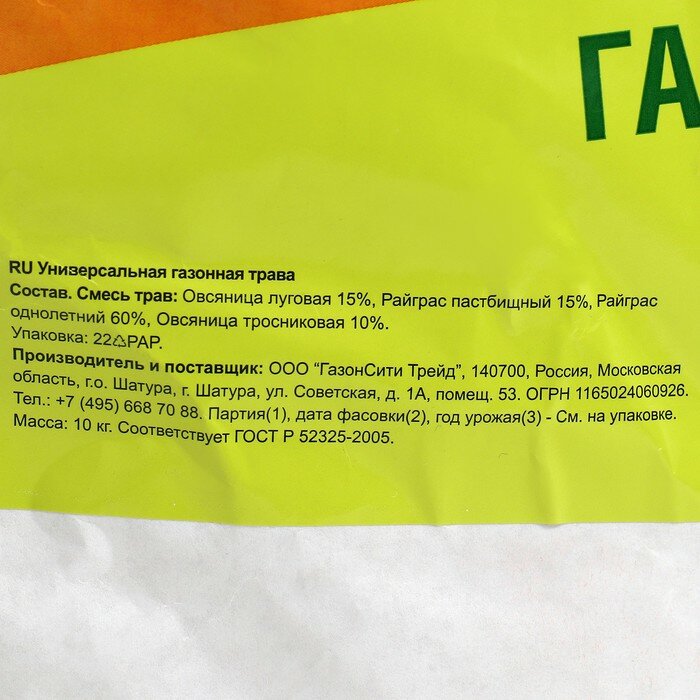 ГА
RU Универсальная газонная трава
Состав. Смесь трав: Овсяница луговая 15%, Райграс пастбищный 15%, Райграс
однолетний 60%, Овсяница тросниковая 10%.
Упаковка: 22♺PAP.
Производитель и поставщик: ООО "ГазонСити Трейд", 140700, Россия, Московская
область, г.о. Шатура, г. Шатура, ул. Советская, д. 1А, помещ. 53. ОГРН 1165024060926.
Тел.: +7 (495) 668 70 88. Партия(1), дата фасовки(2), год урожая(3) - См. на упаковке.
Масса: 10 кг. Соответствует ГОСТ Р 52325-2005.